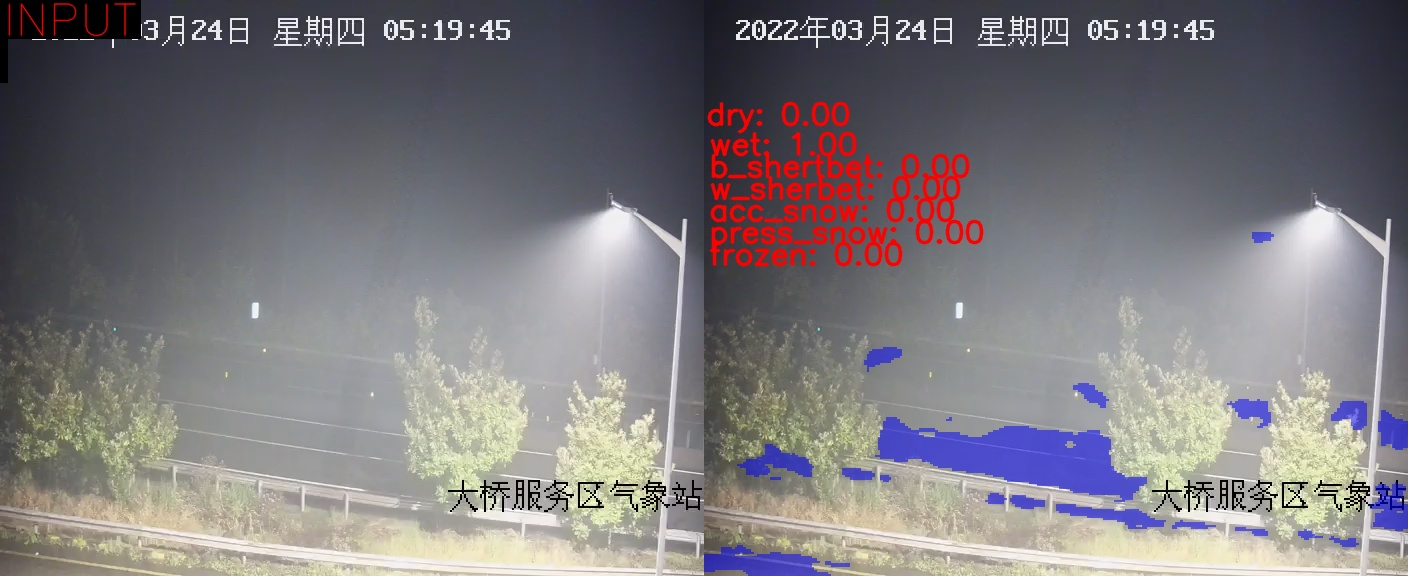 INPUT
03月24日 星期四 05:19:45
2022年03月24日 星期四 05:19:45
dry: 0.00
wet: 1.00
b_shertbet: 0.00
w_sherbet: 0.00
acc_snow: 0.00
press_snow: 0.00
frozen: 0.00
大桥服务区气象站
大桥服务区气象站